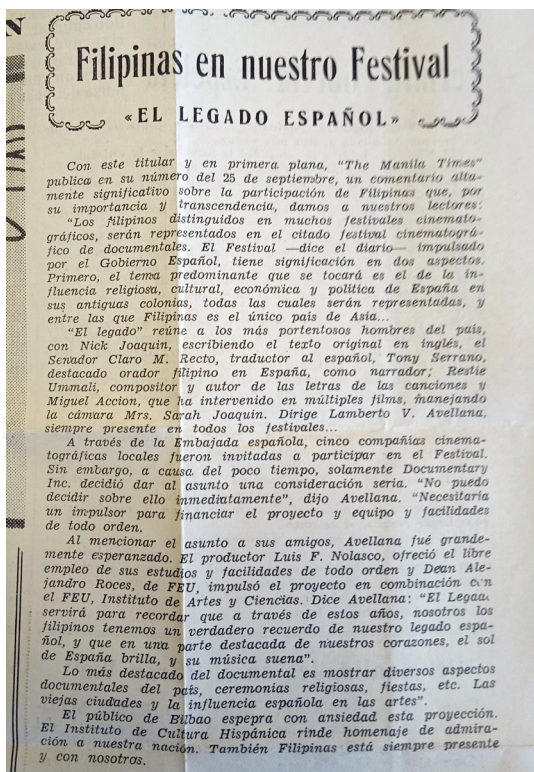 Filipinas en nuestro Festival
«EL LEGADO ESPAÑOL»
Con este titular y en primera plana, "The Manila Times"
publica en su número del 25 de septiembre, un comentario alta-
mente significativo sobre la participación de Filipinas que, por
su importancia y transcendencia, damos a nuestros lectores:
"Los filipinos distinguidos en muchos festivales cinemato-
gráficos, serán representados en el citado festival cinematográ-
fico de documentales. El Festival —dice el diario— impulsado
por el Gobierno Español, tiene significación en dos aspectos.
Primero, el tema predominante que se tocará es el de la in-
fluencia religiosa, cultural, económica y política de España en
sus antiguas colonias, todas las cuales serán representadas, y
entre las que Filipinas es el único país de Asia...
"El legado" reúne a los más portentosos hombres del país,
con Nick Joaquin, escribiendo el texto original en inglés, el
Senador Claro M. Recto, traductor al español, Tony Serrano,
destacado orador filipino en España, como narrador; Restie
Ummali, compositor y autor de las letras de las canciones y
Miguel Accion, que ha intervenido en múltiples films, manejando
la cámara Mrs. Sarah Joaquin. Dirige Lamberto V. Avellana,
siempre presente en todos los festivales...
A través de la Embajada española, cinco compañías cinema-
tográficas locales fueron invitadas a participar en el Festival.
Sin embargo, a causa del poco tiempo, solamente Documentary
Inc. decidió dar al asunto una consideración seria. "No puedo
decidir sobre ello inmediatamente", dijo Avellana. "Necesitaría
un impulsor para financiar el proyecto y equipo y facilidades
de todo orden.
Al mencionar el asunto a sus amigos, Avellana fué grande-
mente esperanzado. El productor Luis F. Nolasco, ofreció el libre
empleo de sus estudios y facilidades de todo orden y Dean Ale-
jandro Roces, de FEU, impulsó el proyecto en combinación con
el FEU, Instituto de Artes y Ciencias. Dice Avellana: "El Legado
servirá para recordar que a través de estos años, nosotros los
filipinos tenemos un verdadero recuerdo de nuestro legado espa-
ñol, y que en una parte destacada de nuestros corazones, el sol
de España brilla, y su música suena".
Lo más destacado del documental es mostrar diversos aspectos
documentales del país, ceremonias religiosas, fiestas, etc. Las
viejas ciudades y la influencia española en las artes".
El público de Bilbao espepra con ansiedad esta proyección.
El Instituto de Cultura Hispánica rinde homenaje de admira-
ción a nuestra nación. También Filipinas está siempre presente
y con nosotros.